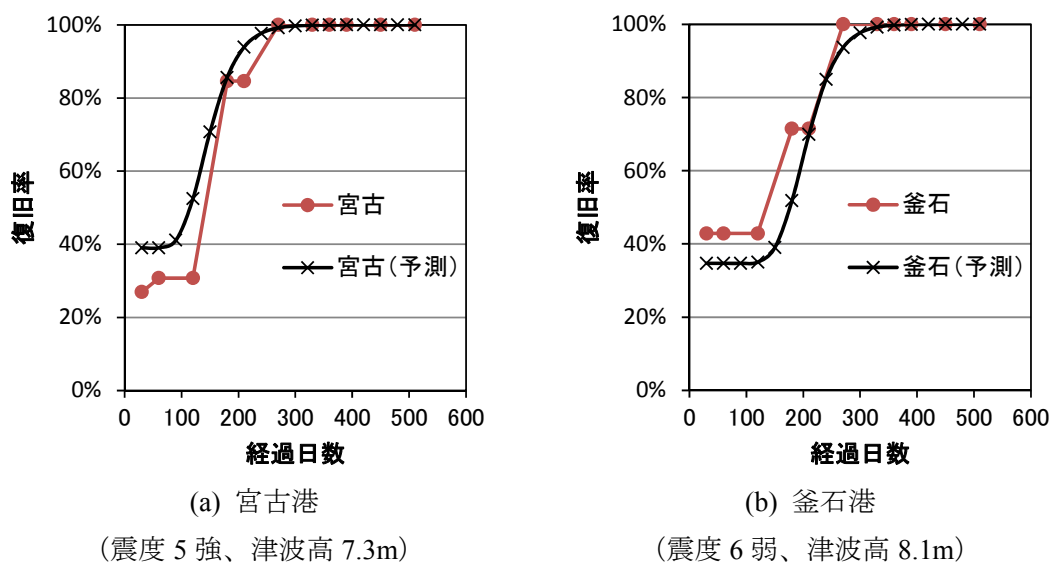 100%
80%
60%
40%
20%
0%
復旧率
宮古
宮古(予測)
0 100 200 300 400 500 600
経過日数
(a) 宮古港
(震度 5 強、津波高 7.3m)
100%
80%
60%
40%
20%
0%
復旧率
釜石
釜石(予測)
0 100 200 300 400 500 600
経過日数
(b) 釜石港
(震度 6 弱、津波高 8.1m)